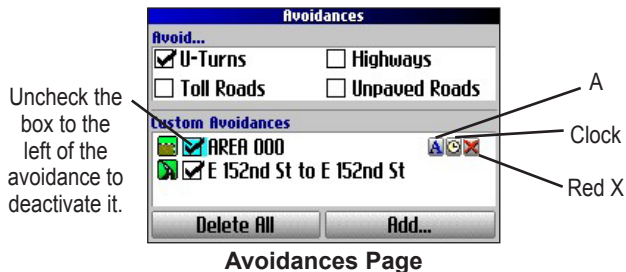 Avoidances
Avoid...
U-Turns
Highways
Toll Roads
Unpaved Roads
Custom Avoidances
AREA 000
A
E 152nd St to E 152nd St
Delete All
Add...
Uncheck the
box to the
left of the
avoidance to
deactivate it.
A
Clock
Red X
Avoidances Page